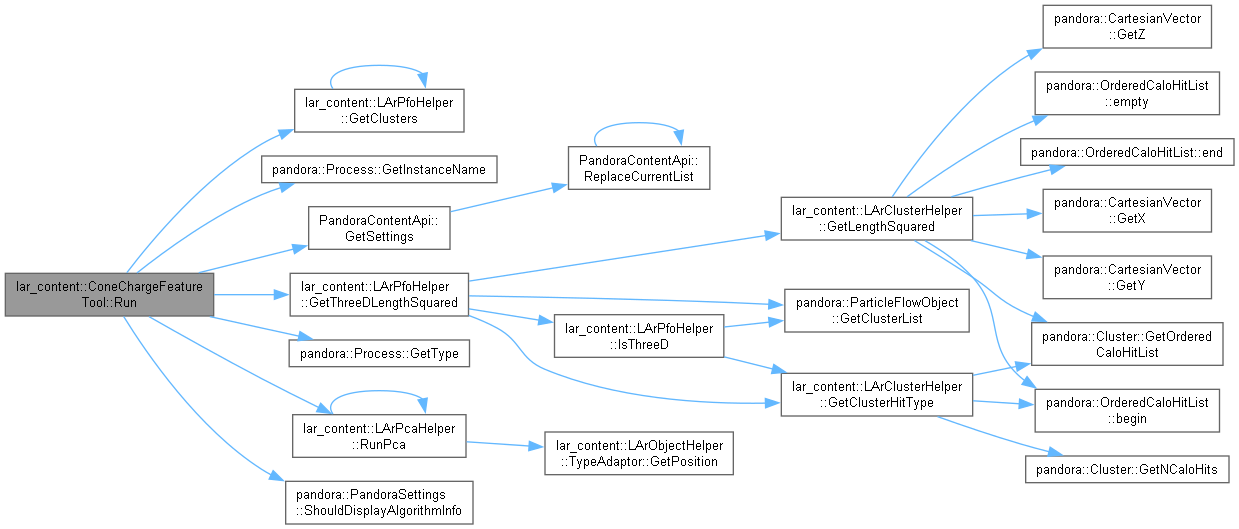 lar_content::ConeChargeFeature
Tool::Run
lar_content::LArPfoHelper
::GetClusters
pandora::Process::GetInstanceName
PandoraContentApi::
GetSettings
lar_content::LArPfoHelper
::GetThreeDLengthSquared
pandora::Process::GetType
lar_content::LArPcaHelper
::RunPca
pandora::PandoraSettings
::ShouldDisplayAlgorithmInfo
PandoraContentApi::
ReplaceCurrentList
lar_content::LArPfoHelper
::IsThreeD
lar_content::LArObjectHelper
::TypeAdaptor::GetPosition
lar_content::LArClusterHelper
::GetLengthSquared
pandora::ParticleFlowObject
::GetClusterList
lar_content::LArClusterHelper
::GetClusterHitType
pandora::CartesianVector
::GetZ
pandora::OrderedCaloHitList
::empty
pandora::OrderedCaloHitList::end
pandora::CartesianVector
::GetX
pandora::CartesianVector
::GetY
pandora::Cluster::GetOrdered
CaloHitList
pandora::OrderedCaloHitList
::begin
pandora::Cluster::GetNCaloHits